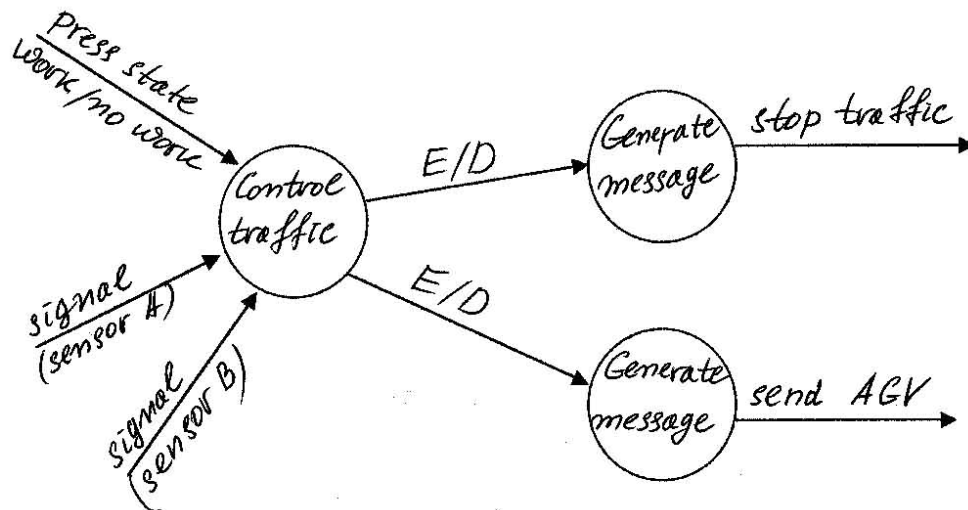 press state
work/no work
Control
traffic
signal
(sensor A)
signal
(sensor B)
E/D
E/D
Generate
message
stop traffic
Generate
message
send AGV